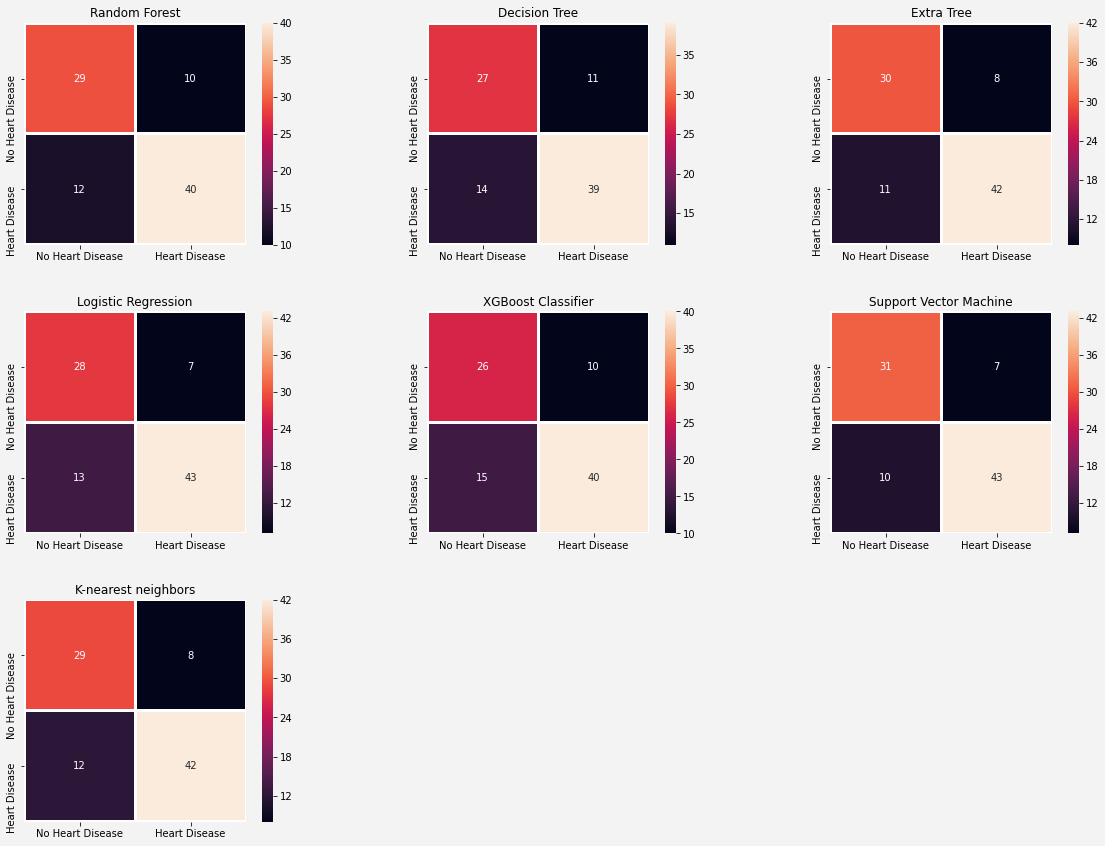 Random Forest
No Heart Disease
Heart Disease
29 10
12 40
No Heart Disease Heart Disease
40
35
30
25
20
15
10
Decision Tree
No Heart Disease
Heart Disease
27 11
14 39
No Heart Disease Heart Disease
35
30
25
20
15
Extra Tree
No Heart Disease
Heart Disease
30 8
11 42
No Heart Disease Heart Disease
42
36
30
24
18
12
Logistic Regression
No Heart Disease
Heart Disease
28 7
13 43
No Heart Disease Heart Disease
42
36
30
24
18
12
XGBoost Classifier
No Heart Disease
Heart Disease
26 10
15 40
No Heart Disease Heart Disease
40
35
30
25
20
15
10
Support Vector Machine
No Heart Disease
Heart Disease
31 7
10 43
No Heart Disease Heart Disease
42
36
30
24
18
12
K-nearest neighbors
No Heart Disease
Heart Disease
29 8
12 42
No Heart Disease Heart Disease
42
36
30
24
18
12